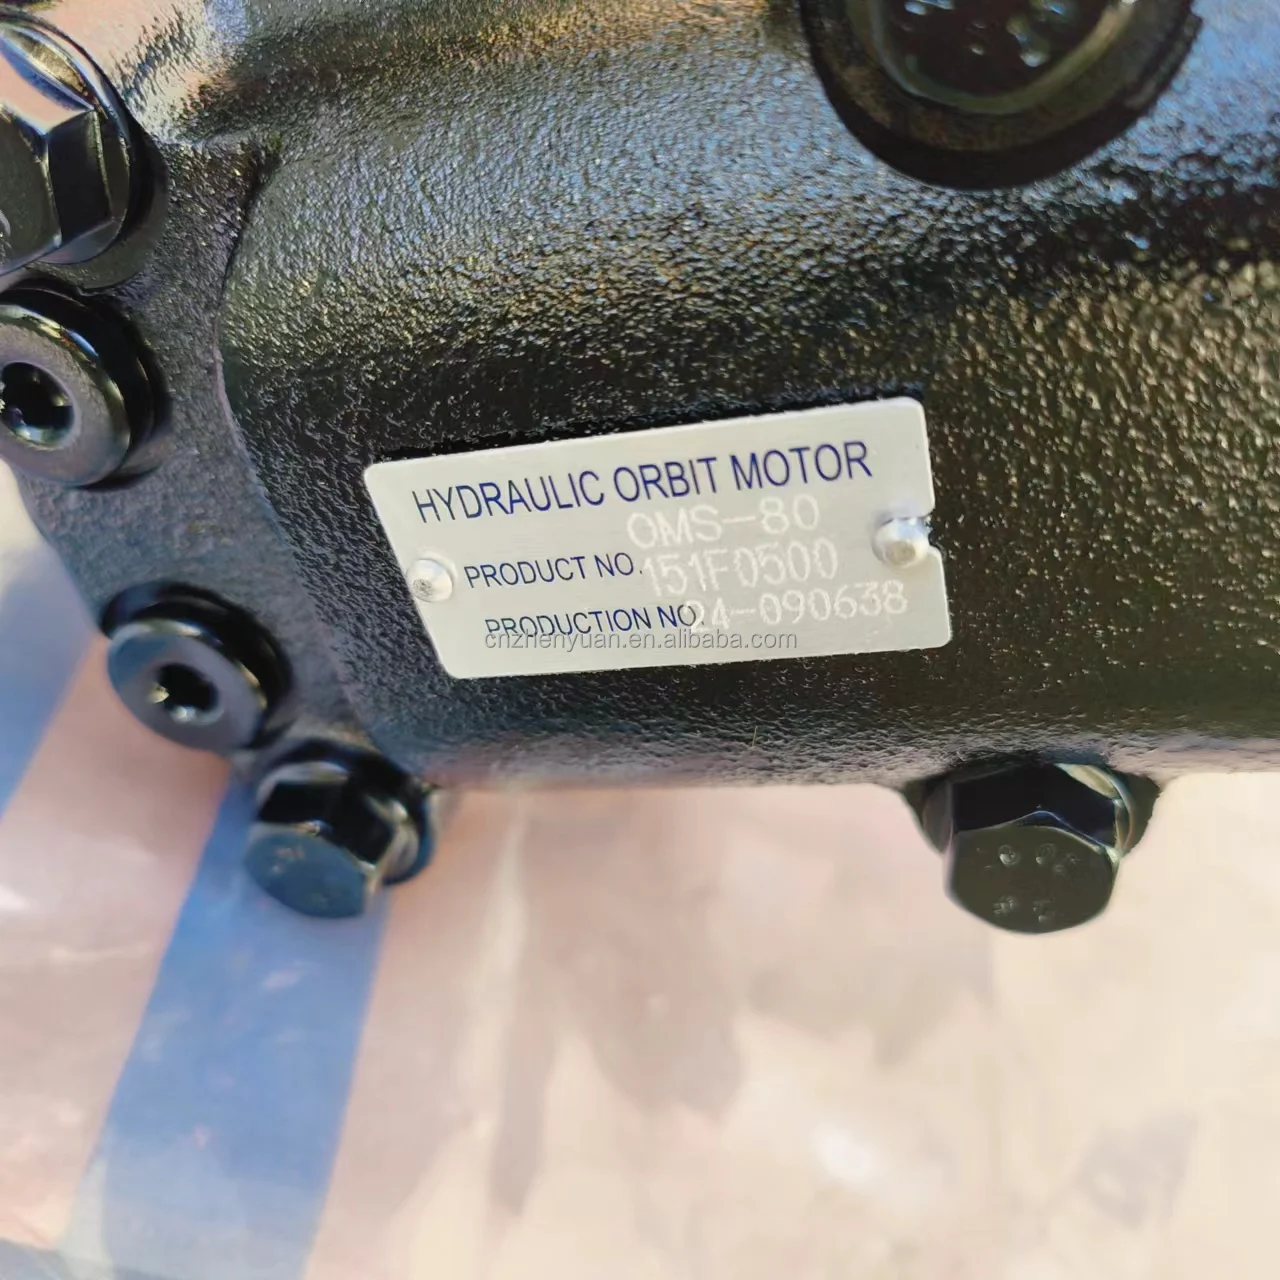 HYDRAULIC ORBIT MOTOR
OMS-80
PRODUCT NO. 151F0500
PRODUCTION NO. 24-090638
cnzhenyuan.en.alibaba.com